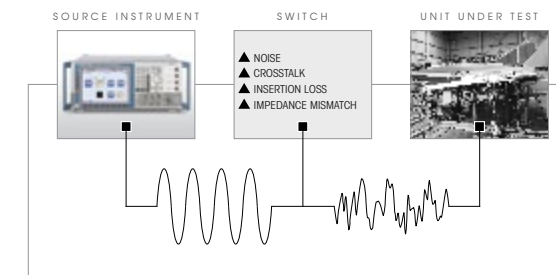 SOURCE INSTRUMENT
SWITCH
UNIT UNDER TEST
▲ NOISE
▲ CROSSTALK
▲ INSERTION LOSS
▲ IMPEDANCE MISMATCH